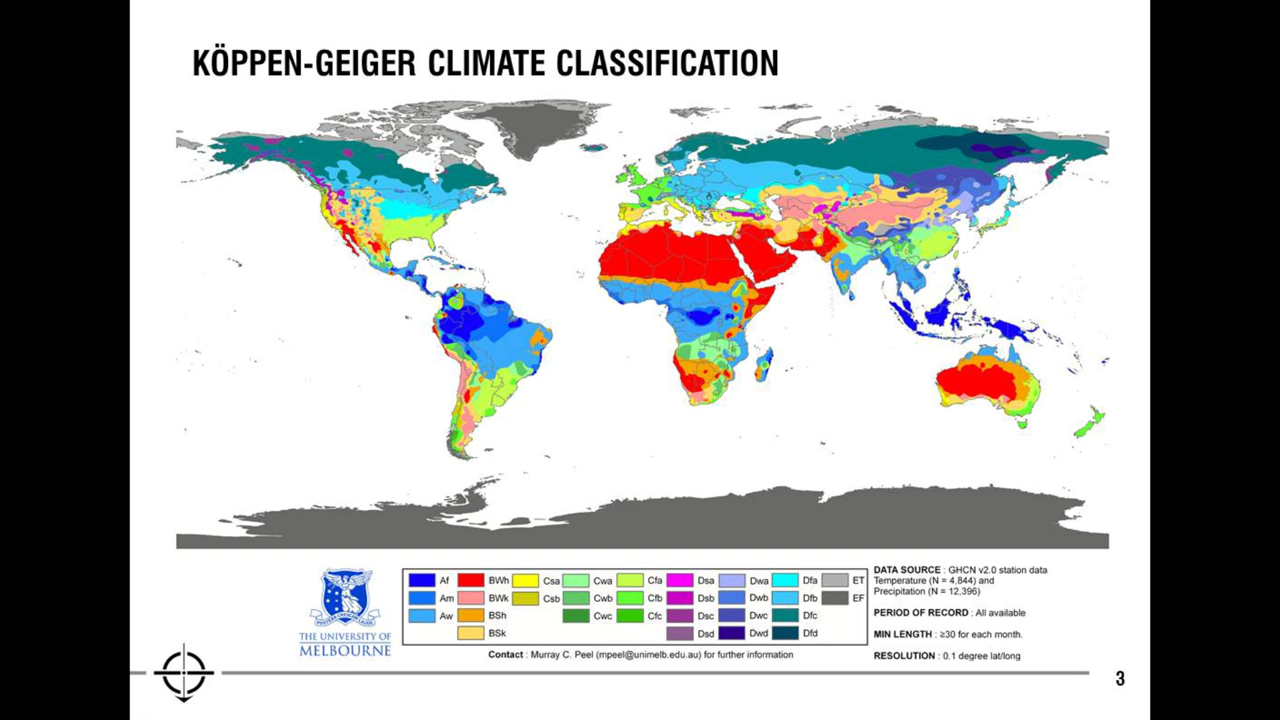 KÖPPEN-GEIGER CLIMATE CLASSIFICATION
THE UNIVERSITY OF
MELBOURNE
Af BWh Csa Cwa Cfa Dsa Dwa Dfa ET
Am BWk Csb Cwb Cfb Dsb Dwb Dfb EF
Aw BSh Cwc Cfc Dsc Dwc Dfc
BSk Dsd Dwd Dfd
Contact : Murray C. Peel (mpeel@unimelb.edu.au) for further information
DATA SOURCE : GHCN v2.0 station data
Temperature (N = 4,844) and
Precipitation (N = 12,396)
PERIOD OF RECORD : All available
MIN LENGTH : ≥30 for each month.
RESOLUTION : 0.1 degree lat/long
3